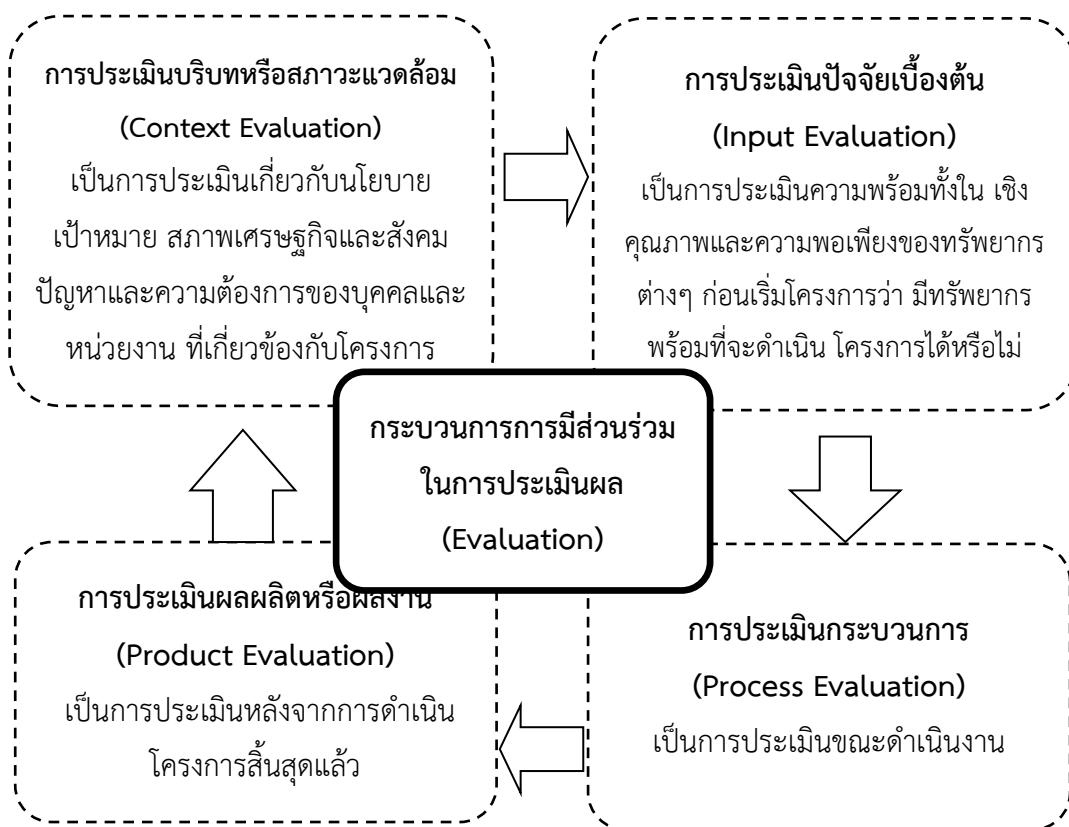 การประเมินบริบทหรือสภาวะแวดล้อม
(Context Evaluation)
เป็นการประเมินเกี่ยวกับนโยบาย
เป้าหมาย สภาพเศรษฐกิจและสังคม
ปัญหาและความต้องการของบุคคลและ
หน่วยงาน ที่เกี่ยวข้องกับโครงการ
การประเมินปัจจัยเบื้องต้น
(Input Evaluation)
เป็นการประเมินความพร้อมทั้งใน เชิง
คุณภาพและความพอเพียงของทรัพยากร
ต่างๆ ก่อนเริ่มโครงการว่า มีทรัพยากร
พร้อมที่จะดำเนิน โครงการได้หรือไม่
กระบวนการการมีส่วนร่วม
ในการประเมินผล
(Evaluation)
การประเมินผลผลิตหรือผลงาน
(Product Evaluation)
เป็นการประเมินหลังจากการดำเนิน
โครงการสิ้นสุดแล้ว
การประเมินกระบวนการ
(Process Evaluation)
เป็นการประเมินขณะดำเนินงาน